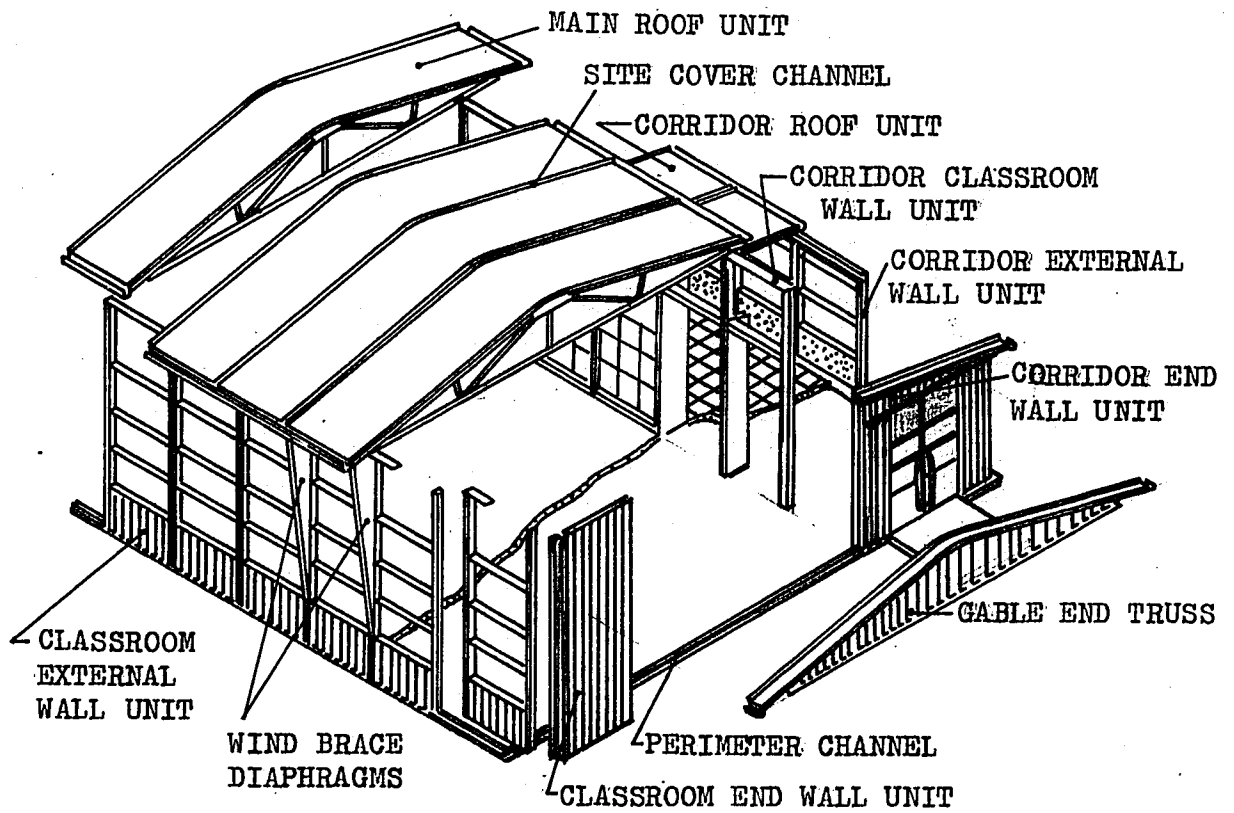 MAIN ROOF UNIT
SITE COVER CHANNEL
CORRIDOR ROOF UNIT
CORRIDOR CLASSROOM
WALL UNIT
CORRIDOR EXTERNAL
WALL UNIT
CORRIDOR END
WALL UNIT
GABLE END TRUSS
CLASSROOM
EXTERNAL
WALL UNIT
WIND BRACE
DIAPHRAGMS
PERIMETER CHANNEL
CLASSROOM END WALL UNIT